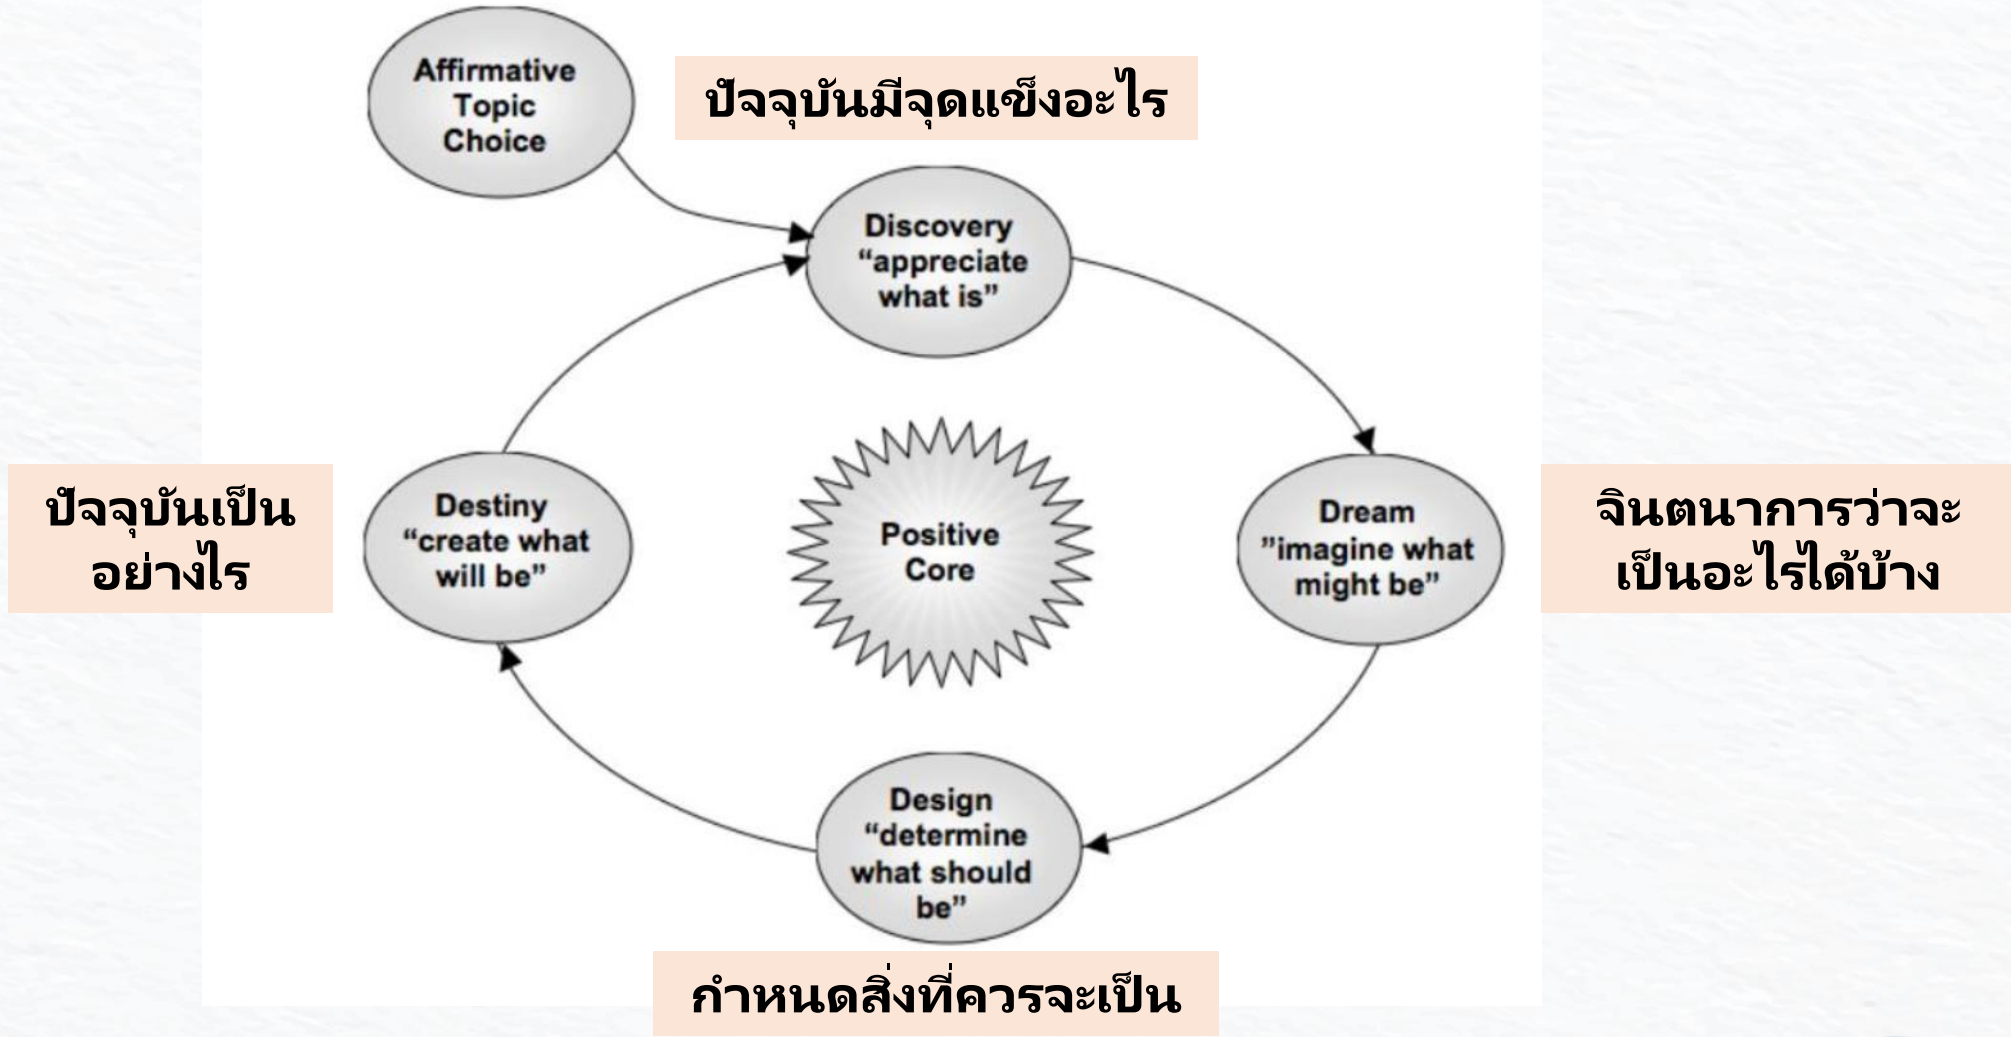 Affirmative
Topic
Choice
ปัจจุบันมีจุดแข็งอะไร
Discovery
“appreciate
what is”
ปัจจุบันเป็น
อย่างไร
Destiny
“create what
will be”
Positive
Core
Dream
”imagine what
might be”
จินตนาการว่าจะ
เป็นอะไรได้บ้าง
Design
“determine
what should
be”
กำหนดสิ่งที่ควรจะเป็น